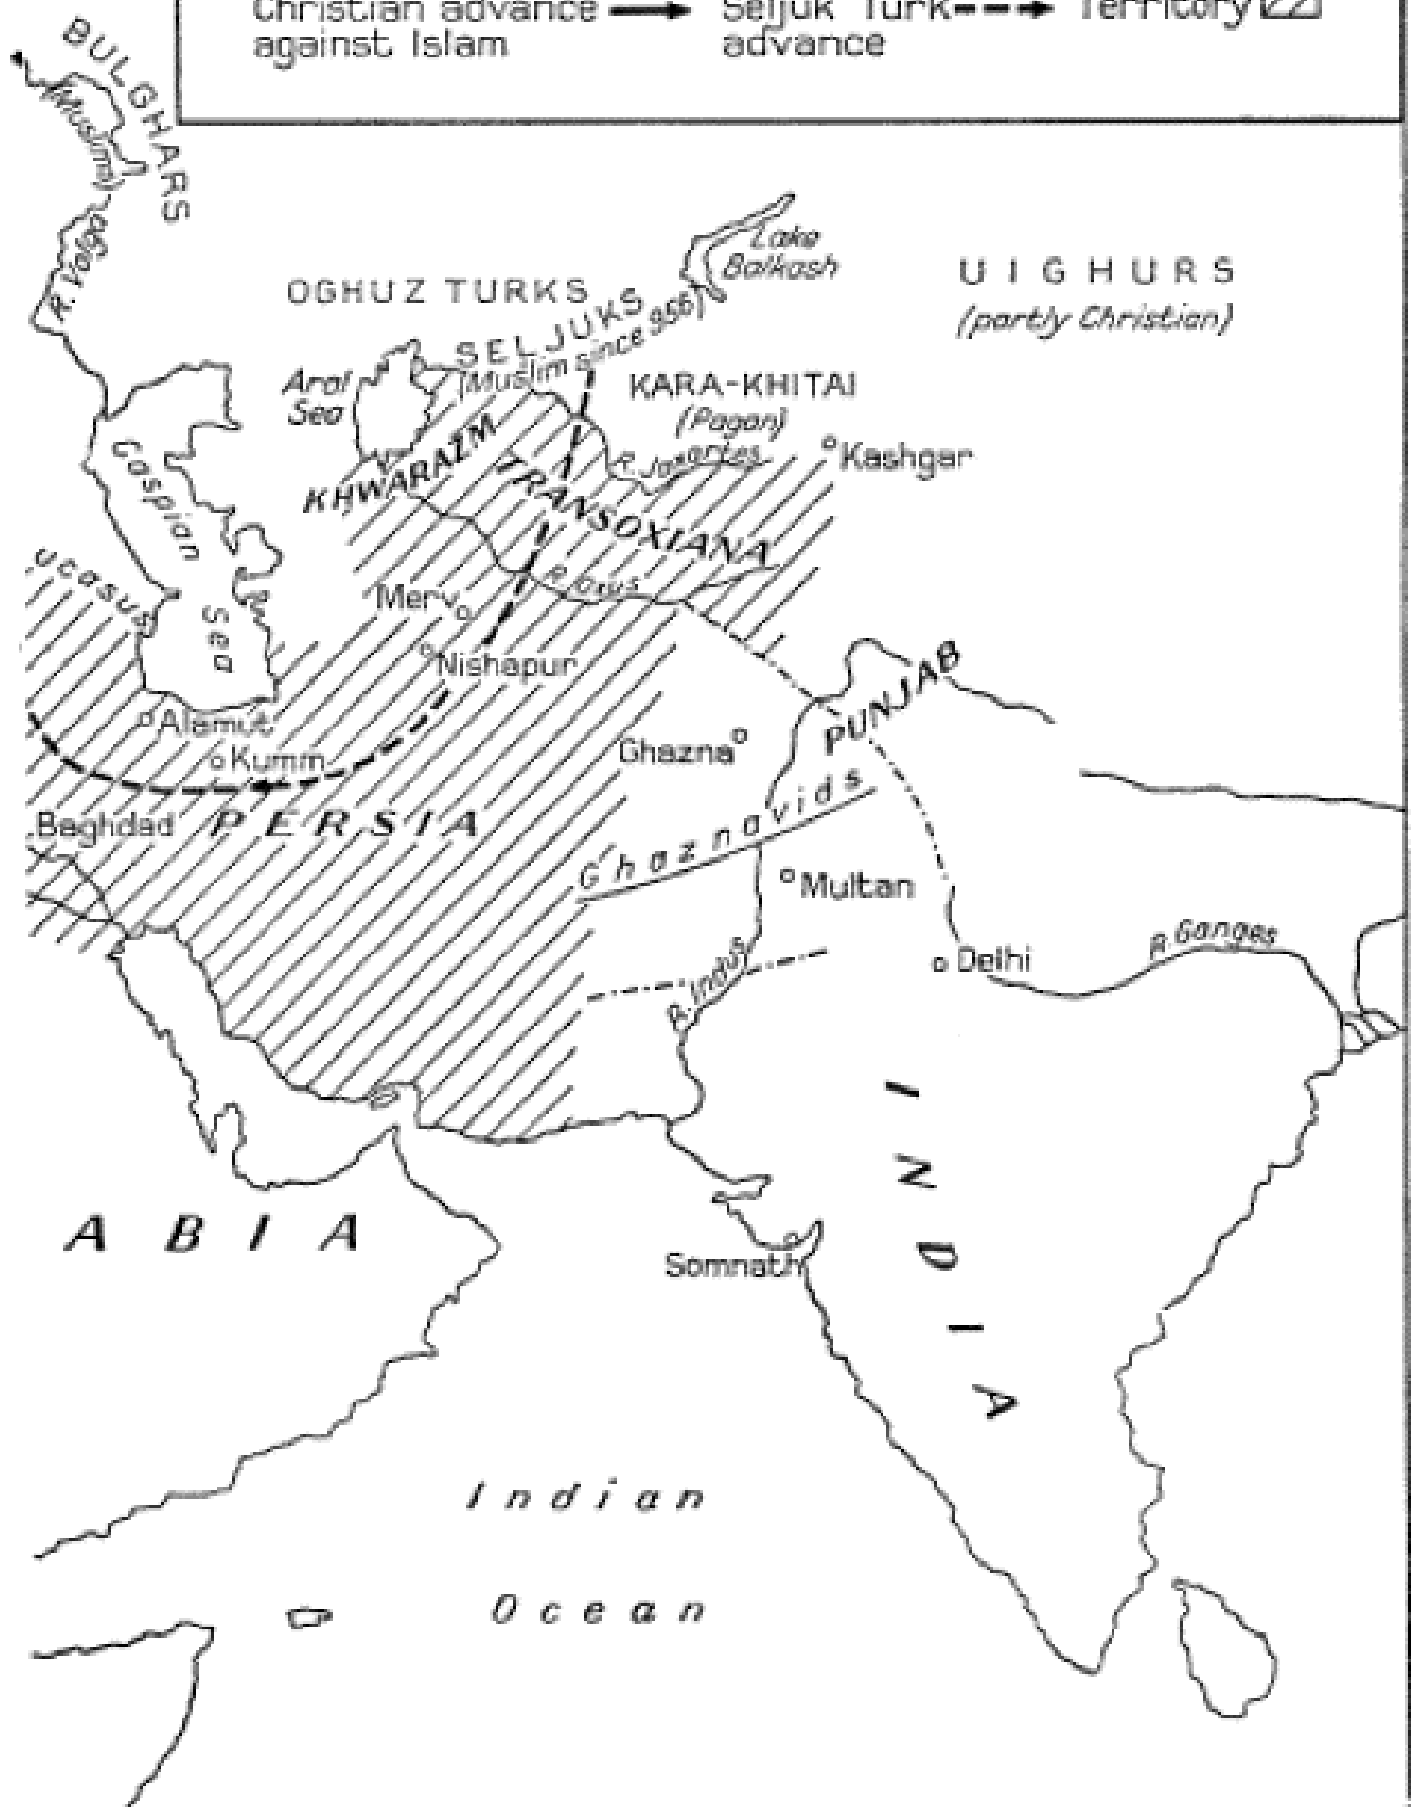 Christian advance against Islam
Seljuk Turk advance
Territory
BULGHARS
(Muslim)
R. Volga
OGHUZ TURKS
SELJUKS
(Muslim since 956)
Lake
Balkash
UIGHURS
(partly Christian)
Aral
Sea
KARA-KHITAI
(Pagan)
R. Jaxartes
Kashgar
KHWARAZM
TRANSOXIANA
Caspian
Sea
ucasus
R. Oxus
Merv
Nishapur
Alamut
Kumm
Ghazna
PUNJAB
Baghdad
PERSIA
Ghaznavids
Multan
R. Indus
Delhi
R. Ganges
INDIA
ABIA
Somnath
Indian
Ocean